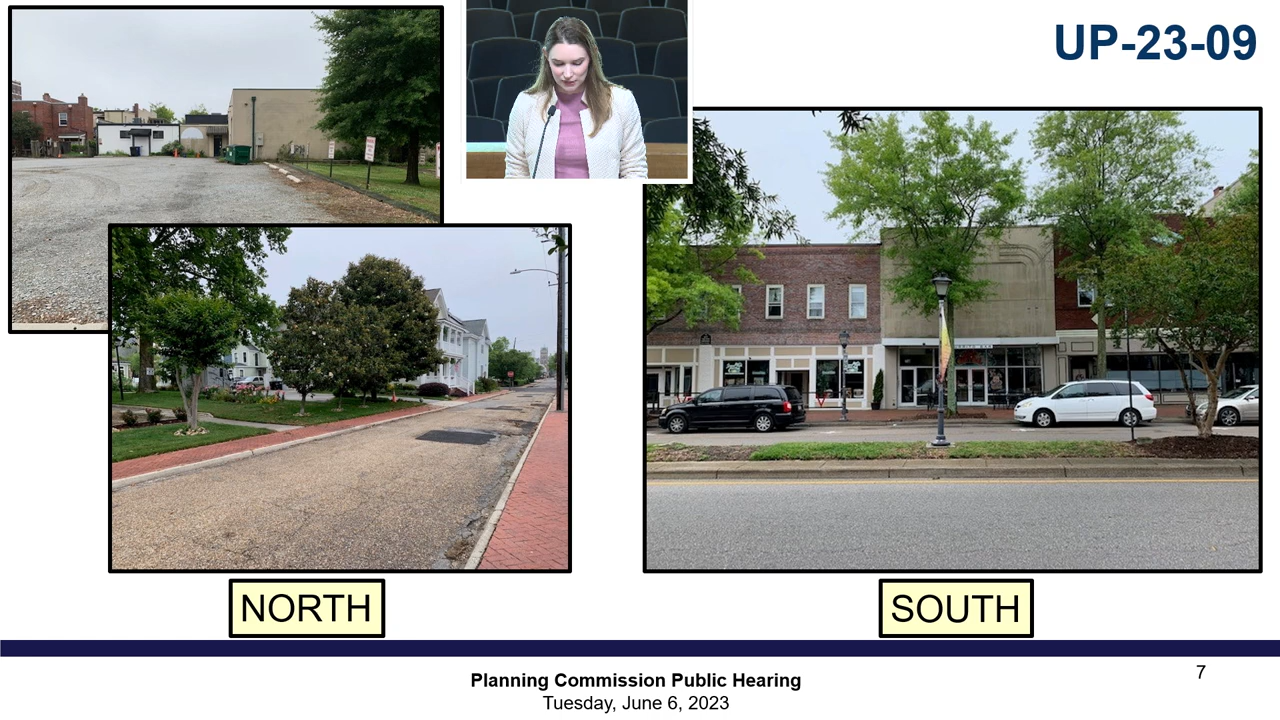 UP-23-09
NORTH
SOUTH
Planning Commission Public Hearing
Tuesday, June 6, 2023
7